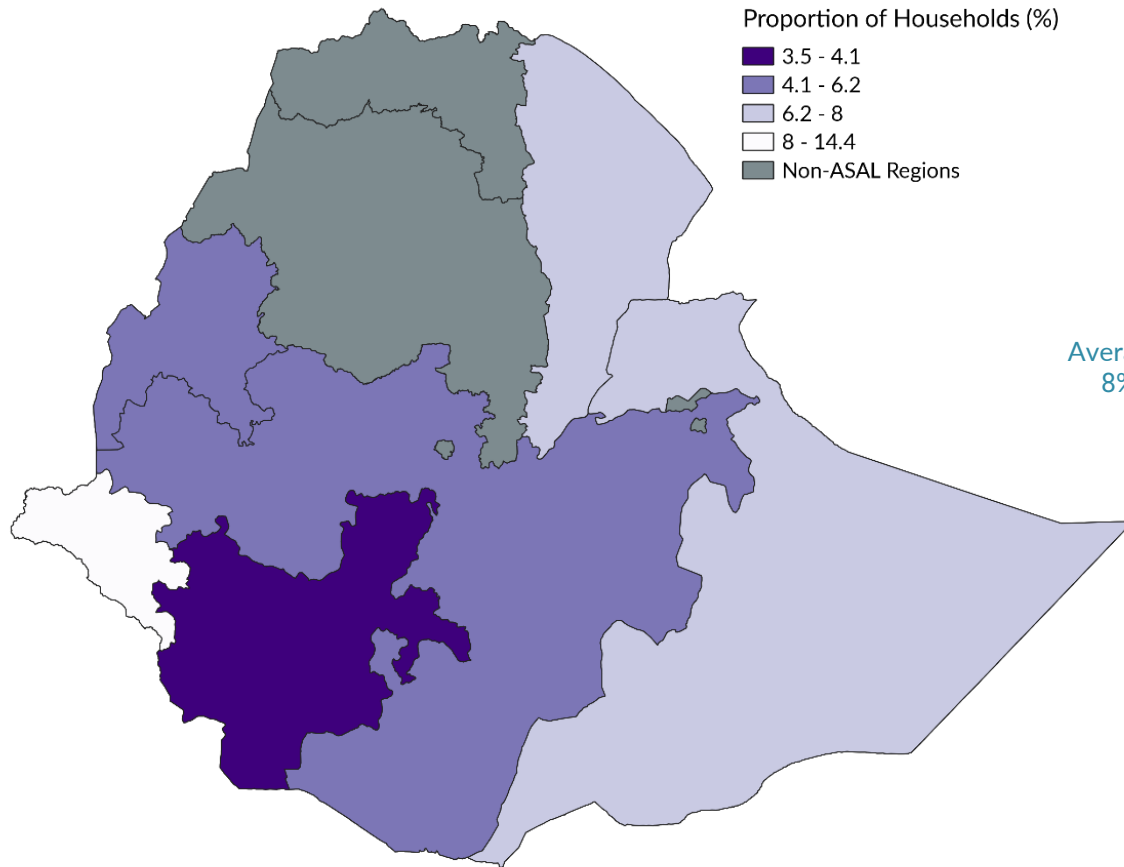 Proportion of Households (%)
3.5 - 4.1
4.1 - 6.2
6.2 - 8
8 - 14.4
Non-ASAL Regions